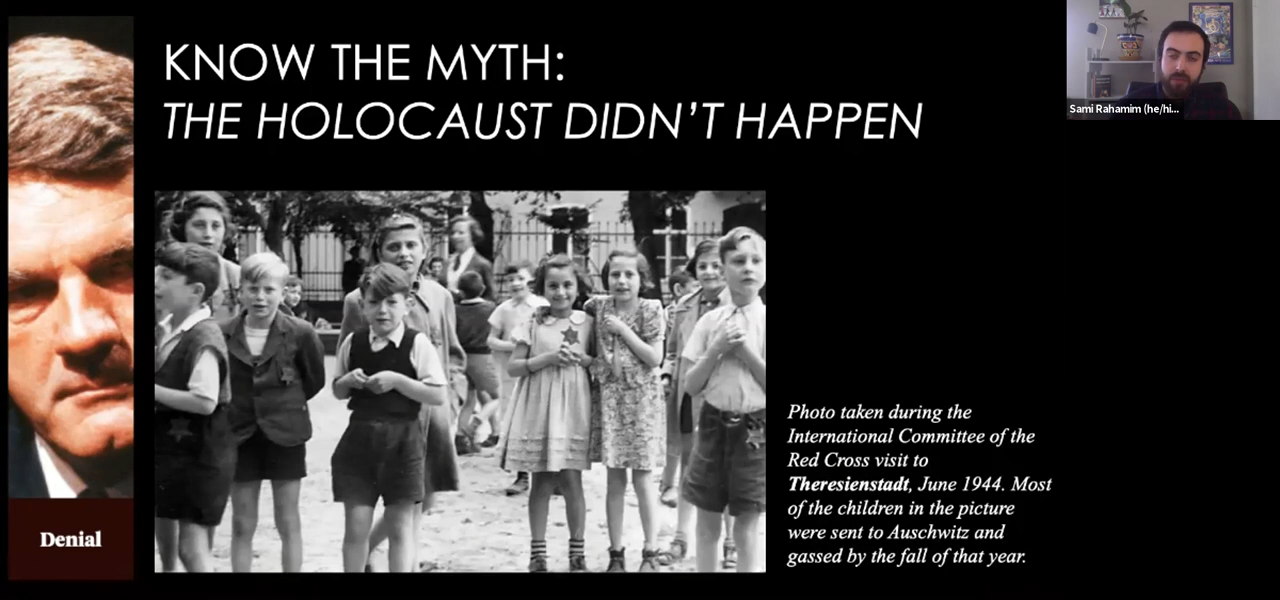 KNOW THE MYTH:
THE HOLOCAUST DIDN'T HAPPEN
Sami Rahamim (he/hi...
Photo taken during the
International Committee of the
Red Cross visit to
Theresienstadt, June 1944. Most
of the children in the picture
were sent to Auschwitz and
gassed by the fall of that year.
Denial